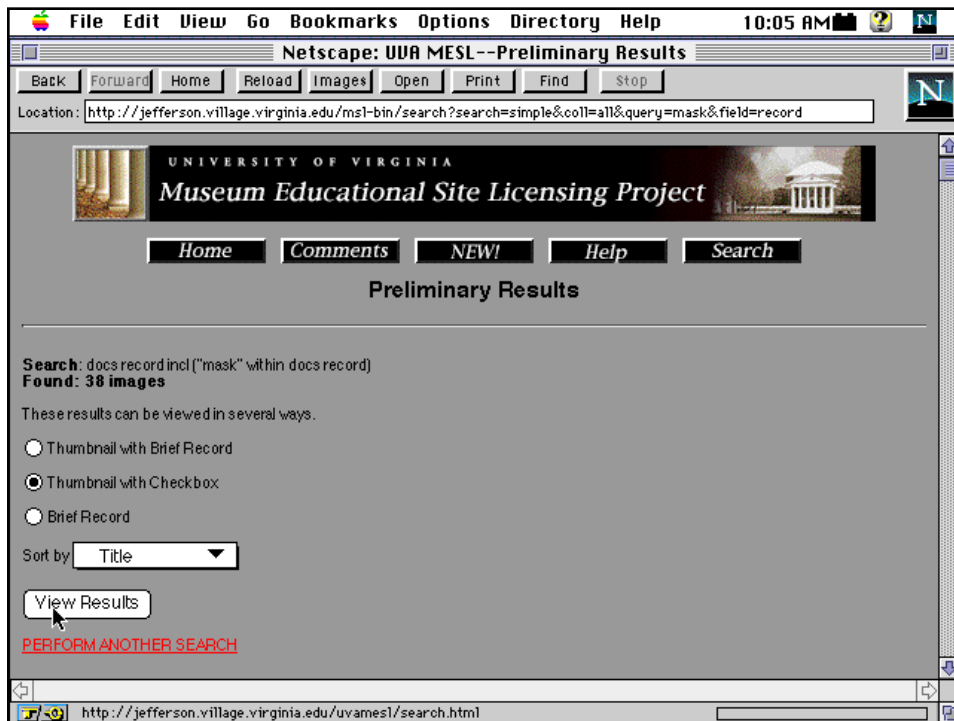 File Edit View Go Bookmarks Options Directory Help 10:05 AM
Netscape: UVA MESL--Preliminary Results
Back Forward Home Reload Images Open Print Find Stop
N
Location: http://jefferson.village.virginia.edu/msl-bin/search?search=simple&coll=all&query=mask&field=record
UNIVERSITY OF VIRGINIA
Museum Educational Site Licensing Project
Home Comments NEW! Help Search
Preliminary Results
Search: docs record incl ("mask" within docs record)
Found: 38 images
These results can be viewed in several ways.
Thumbnail with Brief Record
Thumbnail with Checkbox
Brief Record
Sort by Title
View Results
PERFORM ANOTHER SEARCH
http://jefferson.village.virginia.edu/uvamesl/search.html